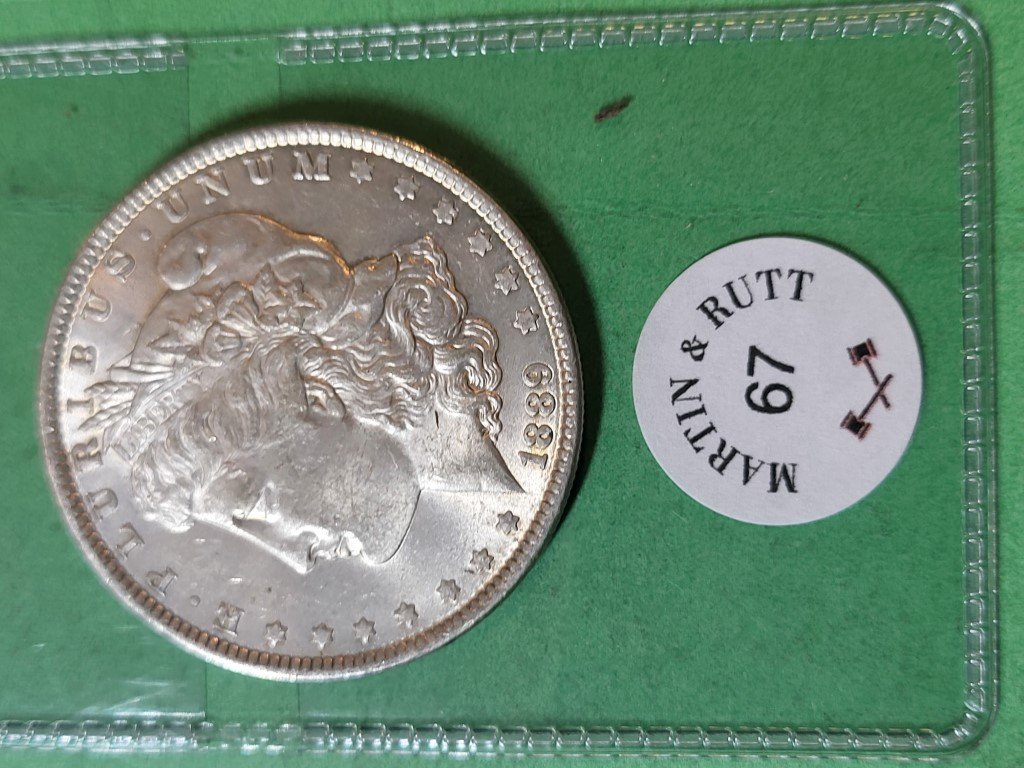 E · PLURIBUS · UNUM
LIBERTY
1889
MARTIN & RUTT
67